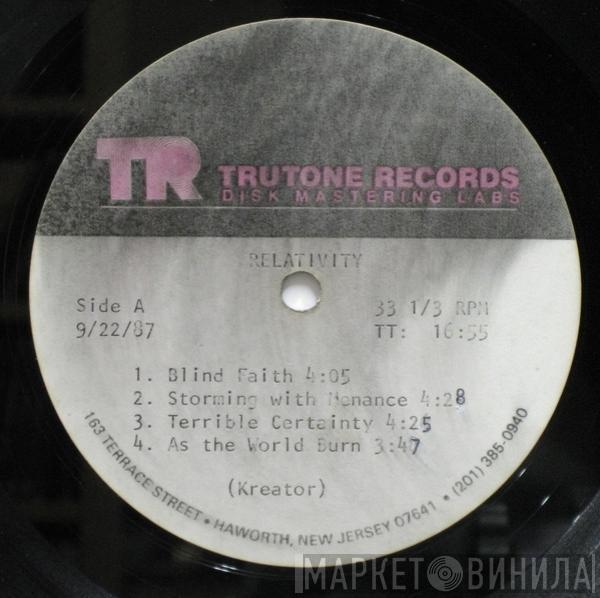 TR TRUTONE RECORDS
DISK MASTERING LABS
RELATIVITY
Side A
33 1/3 RPM
9/22/87
TT: 16:55
1. Blind Faith 4:05
2. Storming with Menance 4:28
3. Terrible Certainty 4:25
4. As the World Burn 3:47
(Kreator)
163 TERRACE STREET • HAWORTH, NEW JERSEY 07641 • (201) 385-0940
МАРКЕТ ВИНИЛА